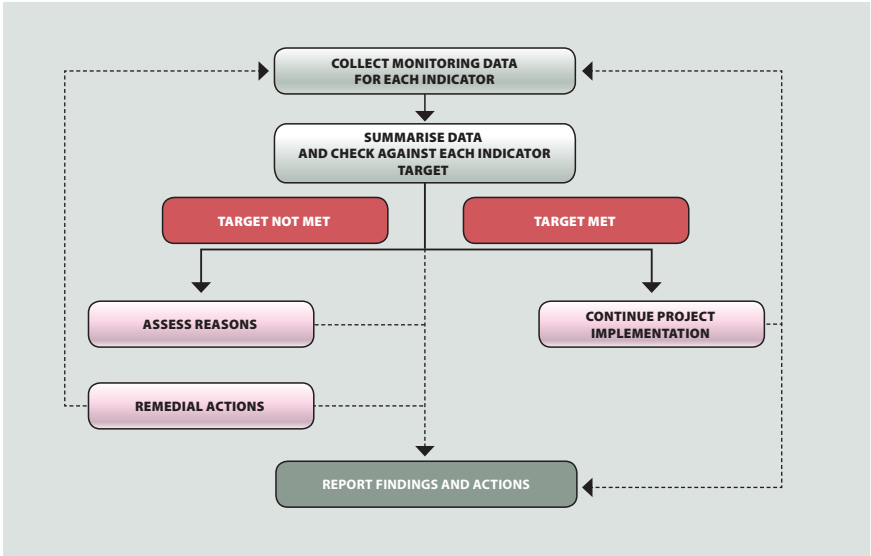 COLLECT MONITORING DATA
FOR EACH INDICATOR
SUMMARISE DATA
AND CHECK AGAINST EACH INDICATOR
TARGET
TARGET NOT MET
TARGET MET
ASSESS REASONS
CONTINUE PROJECT
IMPLEMENTATION
REMEDIAL ACTIONS
REPORT FINDINGS AND ACTIONS